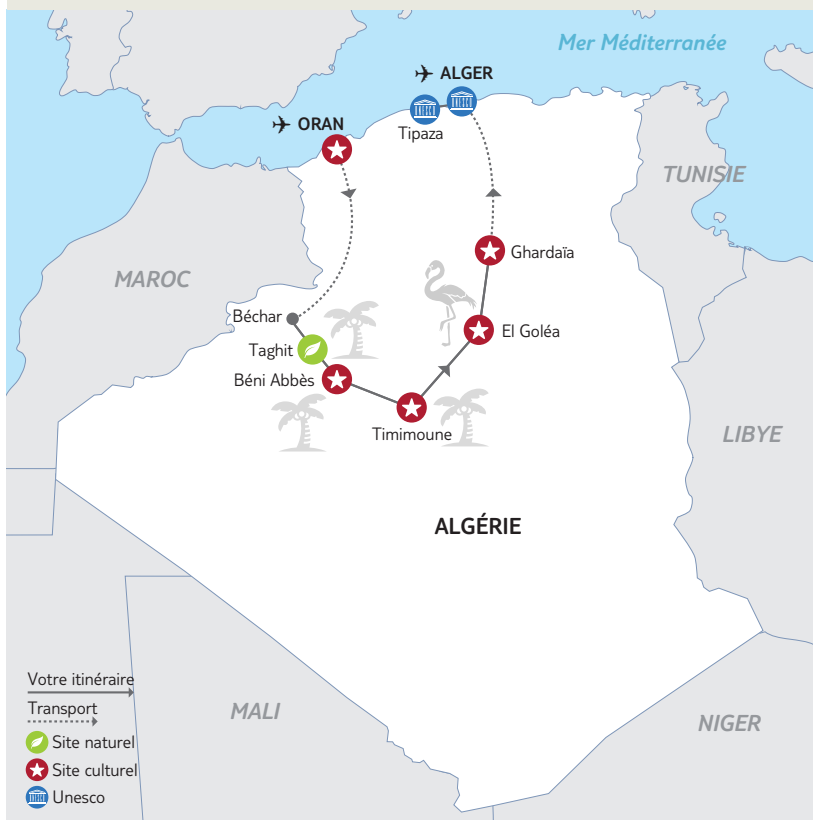 Mer Méditerranée
ALGER
ORAN
Tipaza
TUNISIE
Ghardaïa
MAROC
Béchar
El Goléa
Taghit
Béni Abbès
Timimoune
LIBYE
ALGÉRIE
Votre itinéraire
Transport
MALI
NIGER
Site naturel
Site culturel
Unesco